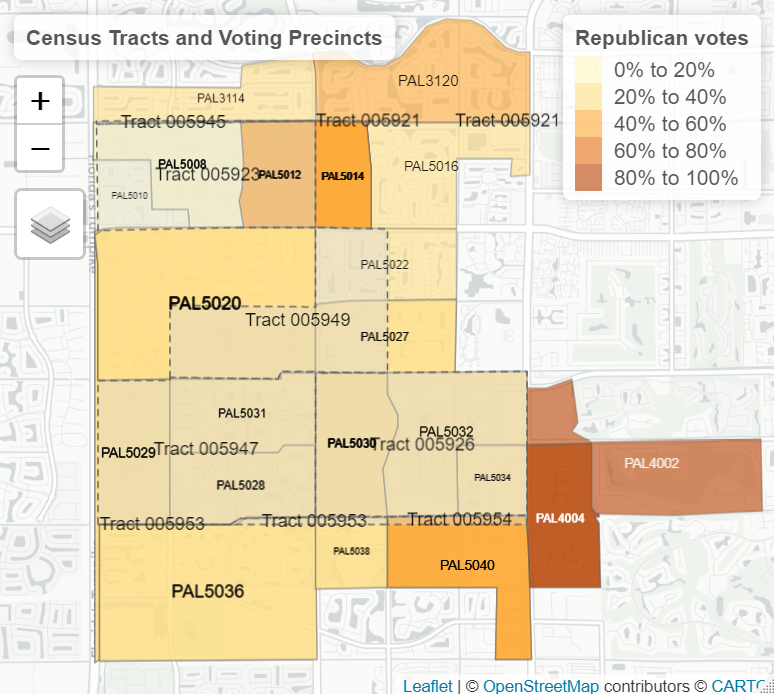 Census Tracts and Voting Precincts
Republican votes
0% to 20%
20% to 40%
40% to 60%
60% to 80%
80% to 100%
+
−
PAL3120
PAL3114
Tract 005945
Tract 005921
Tract 005921
PAL5008
Tract 005923
PAL5012
PAL5014
PAL5016
PAL5010
PAL5022
PAL5020
Tract 005949
PAL5027
PAL5031
PAL5032
PAL5030
Tract 005926
PAL5029
Tract 005947
PAL4002
PAL5034
PAL5028
Tract 005953
Tract 005953
Tract 005954
PAL4004
PAL5038
PAL5040
PAL5036
Leaflet | © OpenStreetMap contributors © CARTO